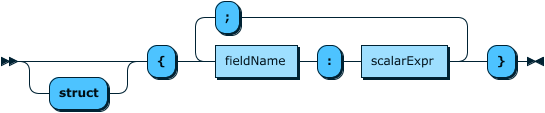 ;
{ fieldName : scalarExpr }
struct